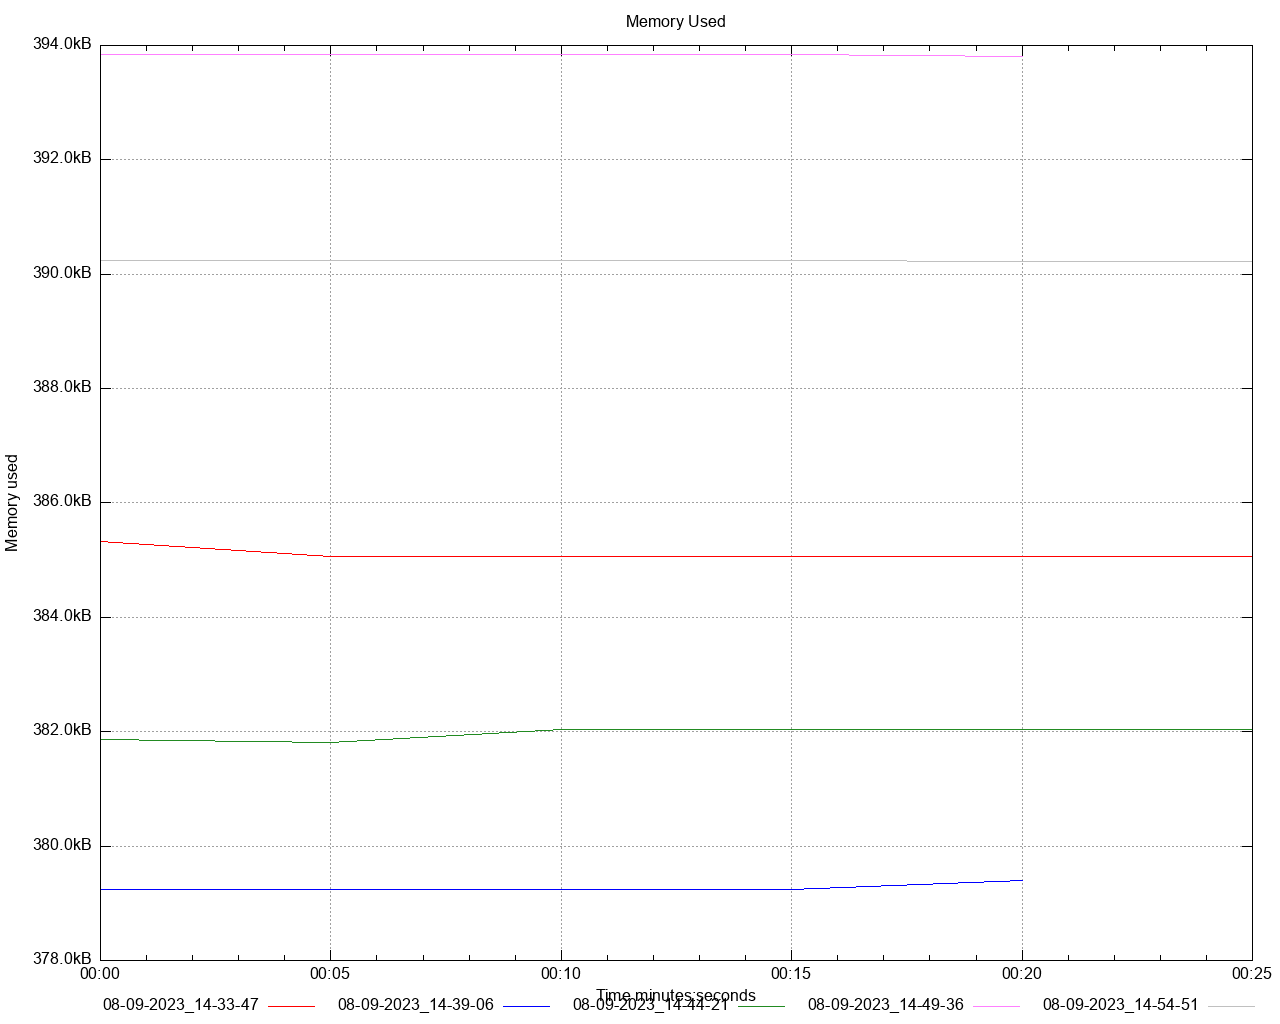 Memory Used
394.0kB
392.0kB
390.0kB
388.0kB
386.0kB
384.0kB
382.0kB
380.0kB
378.0kB
Memory used
00:00 00:05 00:10 00:15 00:20 00:25
Time minutes:seconds
08-09-2023_14-33-47 08-09-2023_14-39-06 08-09-2023_14-44-21 08-09-2023_14-49-36 08-09-2023_14-54-51